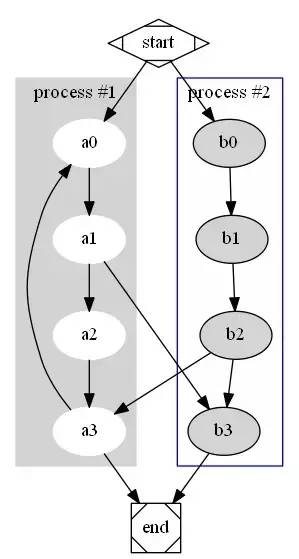 start
process #1
process #2
a0
b0
a1
b1
a2
b2
a3
b3
end